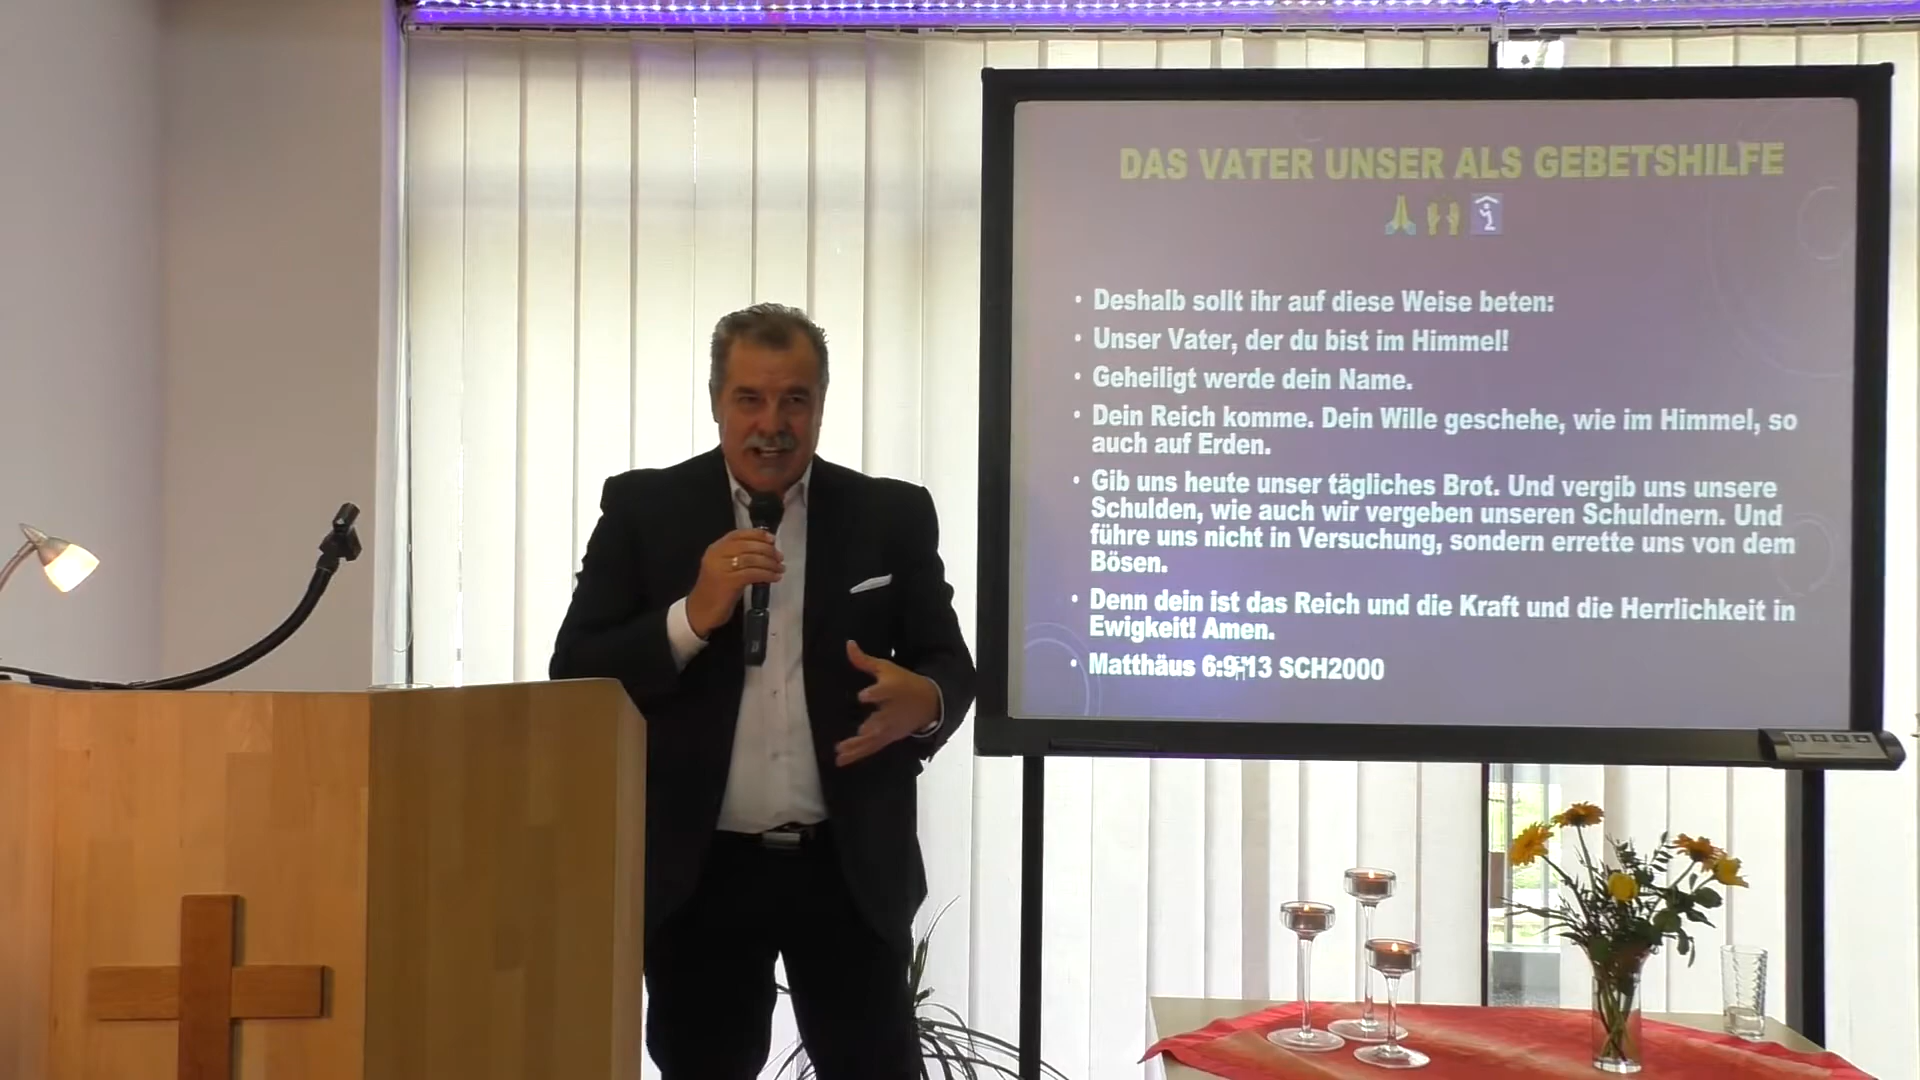 DAS VATER UNSER ALS GEBETSHILFE
• Deshalb sollt ihr auf diese Weise beten:
• Unser Vater, der du bist im Himmel!
• Geheiligt werde dein Name.
• Dein Reich komme. Dein Wille geschehe, wie im Himmel, so
auch auf Erden.
• Gib uns heute unser tägliches Brot. Und vergib uns unsere
Schulden, wie auch wir vergeben unseren Schuldnern. Und
führe uns nicht in Versuchung, sondern errette uns von dem
Bösen.
• Denn dein ist das Reich und die Kraft und die Herrlichkeit in
Ewigkeit! Amen.
• Matthäus 6:9-13 SCH2000